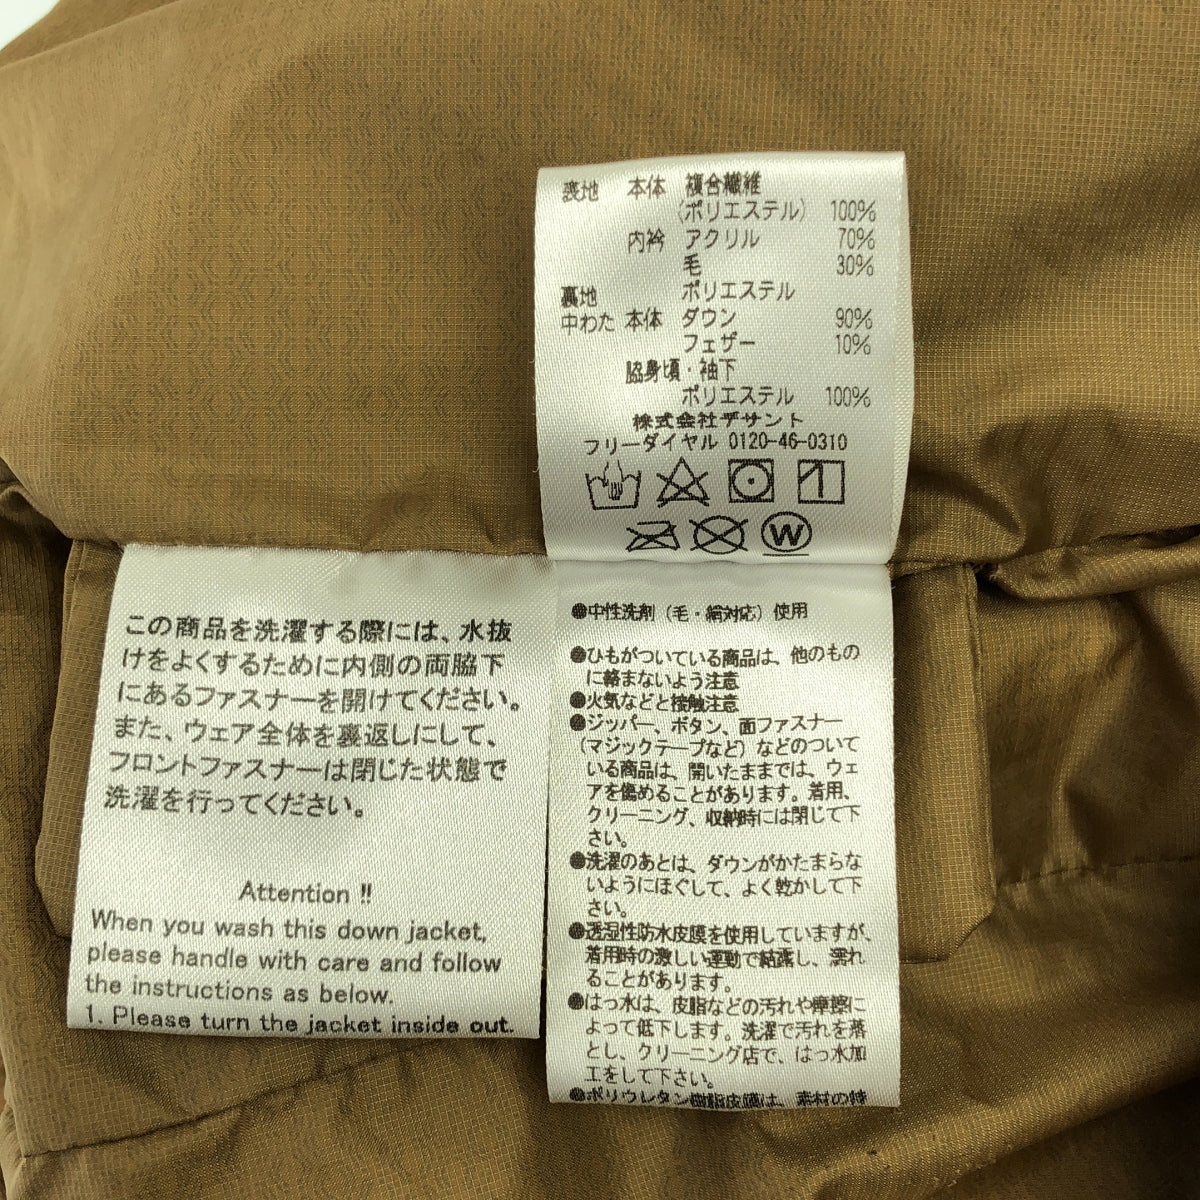 表地 本体 複合繊維
(ポリエステル) 100%
内衿 アクリル 70%
毛 30%
裏地 ポリエステル
中わた 本体 ダウン 90%
フェザー 10%
脇身頃・袖下
ポリエステル 100%
株式会社デサント
フリーダイヤル 0120-46-0310
W
この商品を洗濯する際には、水抜
けをよくするために内側の両脇下
にあるファスナーを開けてください。
また、ウェア全体を裏返しにして、
フロントファスナーは閉じた状態で
洗濯を行ってください。
Attention !!
When you wash this down jacket,
please handle with care and follow
the instructions as below.
1. Please turn the jacket inside out.
●中性洗剤（毛・絹対応）使用
●ひもがついている商品は、他のもの
に絡まないよう注意
●火気などと接触注意
●ジッパー、ボタン、面ファスナー
(マジックテープなど）などのついて
いる商品は、開いたままでは、ウェ
アを傷めることがあります。着用、
クリーニング、収納時には閉じて下
さい。
●洗濯のあとは、ダウンがかたまらな
いようにほぐして、よく乾かして下
さい。
●透湿性防水皮膜を使用していますが、
着用時の激しい運動で結露し、濡れ
ることがあります。
●はっ水は、皮脂などの汚れや摩擦に
よって低下します。洗濯で汚れを落
とし、クリーニング店で、はっ水加
工をして下さい。
●ポリウレタン樹脂皮膜は、素材の特